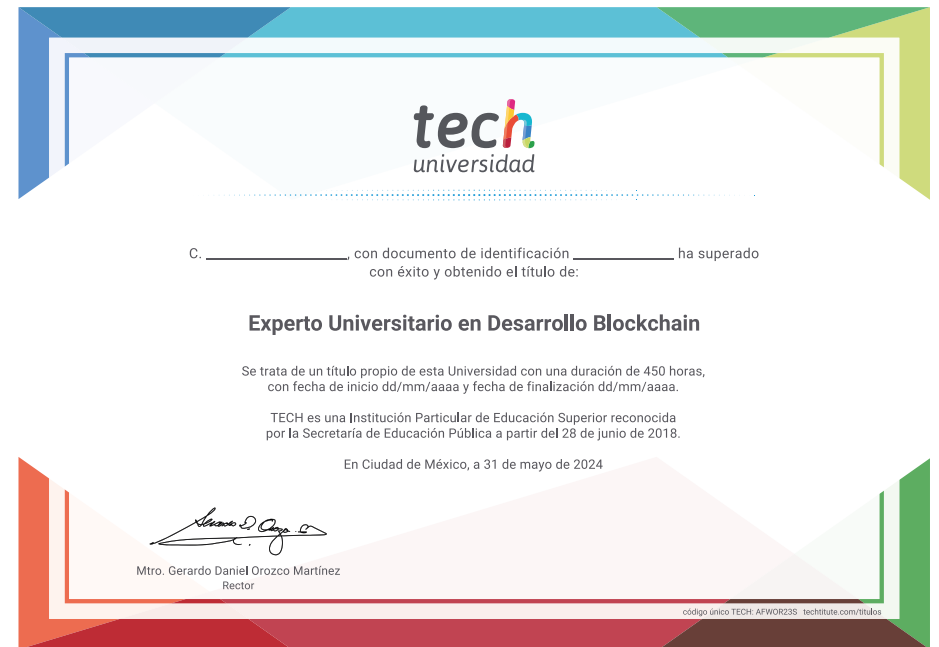 tech
universidad
C. ____________________, con documento de identificación ______________ ha superado
con éxito y obtenido el título de:
Experto Universitario en Desarrollo Blockchain
Se trata de un título propio de esta Universidad con una duración de 450 horas,
con fecha de inicio dd/mm/aaaa y fecha de finalización dd/mm/aaaa.
TECH es una Institución Particular de Educación Superior reconocida
por la Secretaría de Educación Pública a partir del 28 de junio de 2018.
En Ciudad de México, a 31 de mayo de 2024
Mtro. Gerardo Daniel Orozco Martínez
Rector
código único TECH: AFWOR23S techtitute.com/titulos